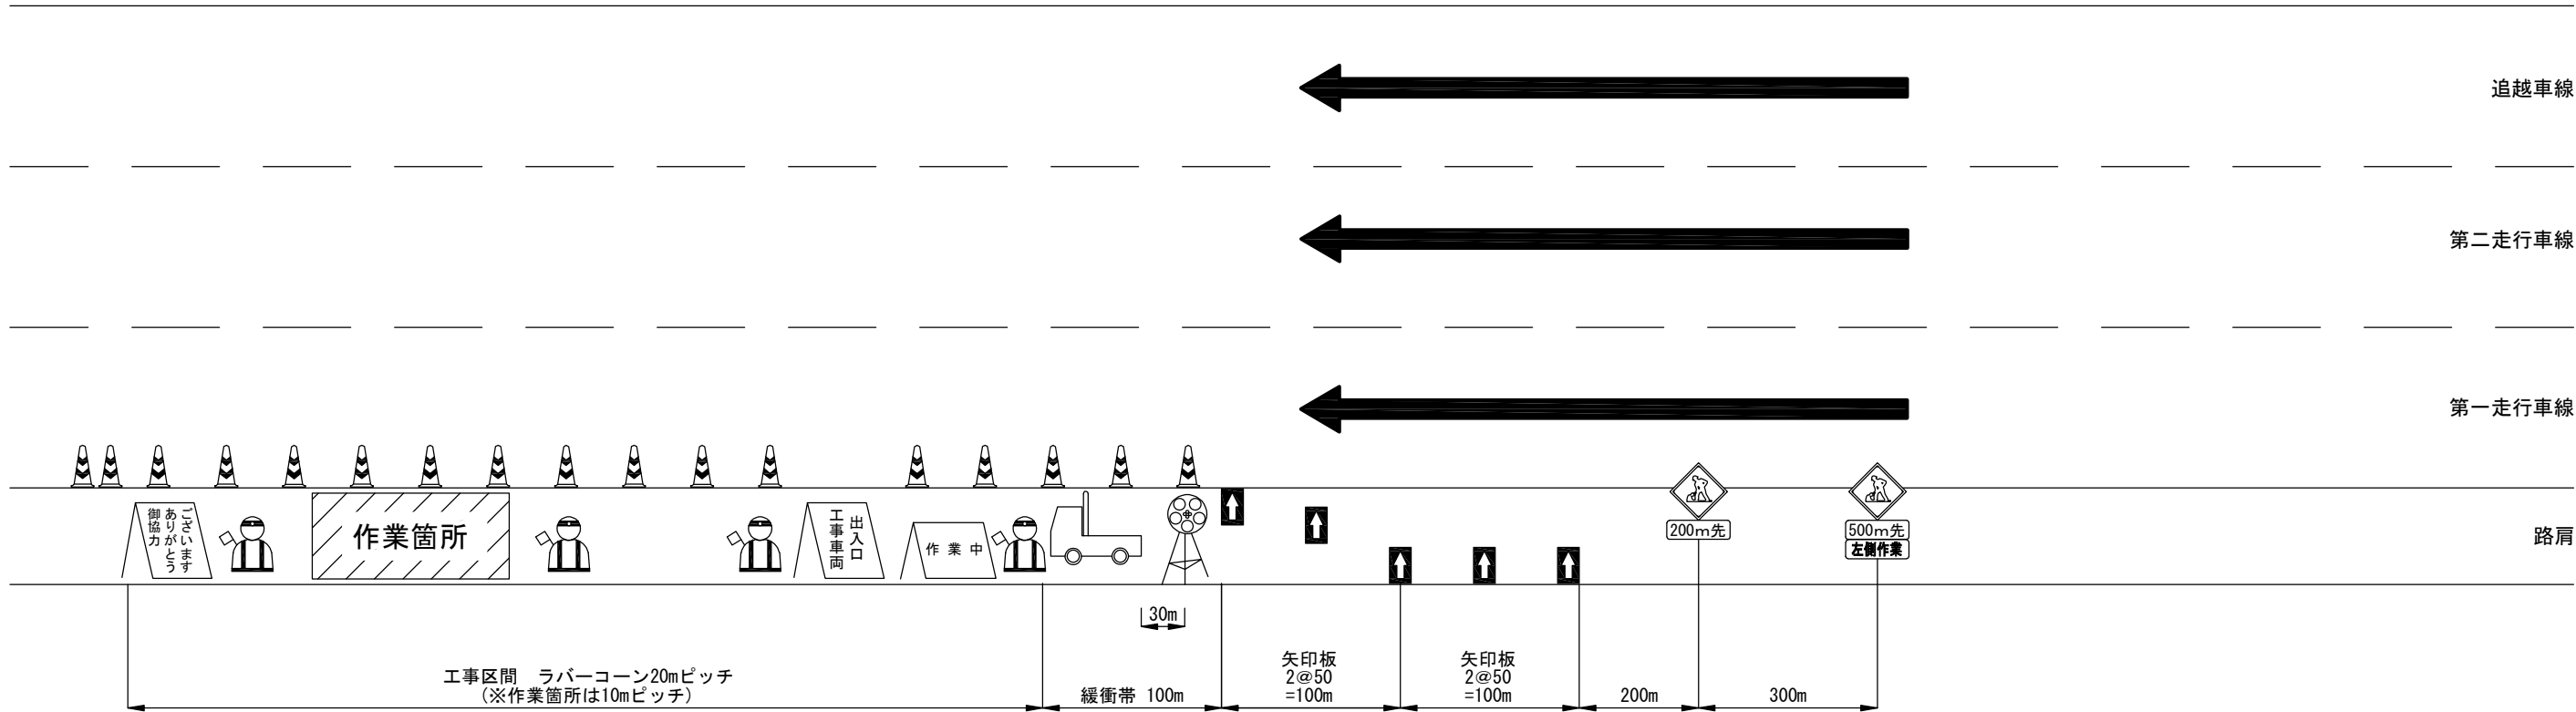 追越車線
第二走行車線
第一走行車線
路肩
御協力
ありがとう
ございます
作業箇所
工事車両
出入口
作業中
200m先
500m先
左側作業
30m
工事区間　ラバーコーン20mピッチ
(※作業箇所は10mピッチ)
緩衝帯 100m
矢印板
2@50
=100m
矢印板
2@50
=100m
200m
300m